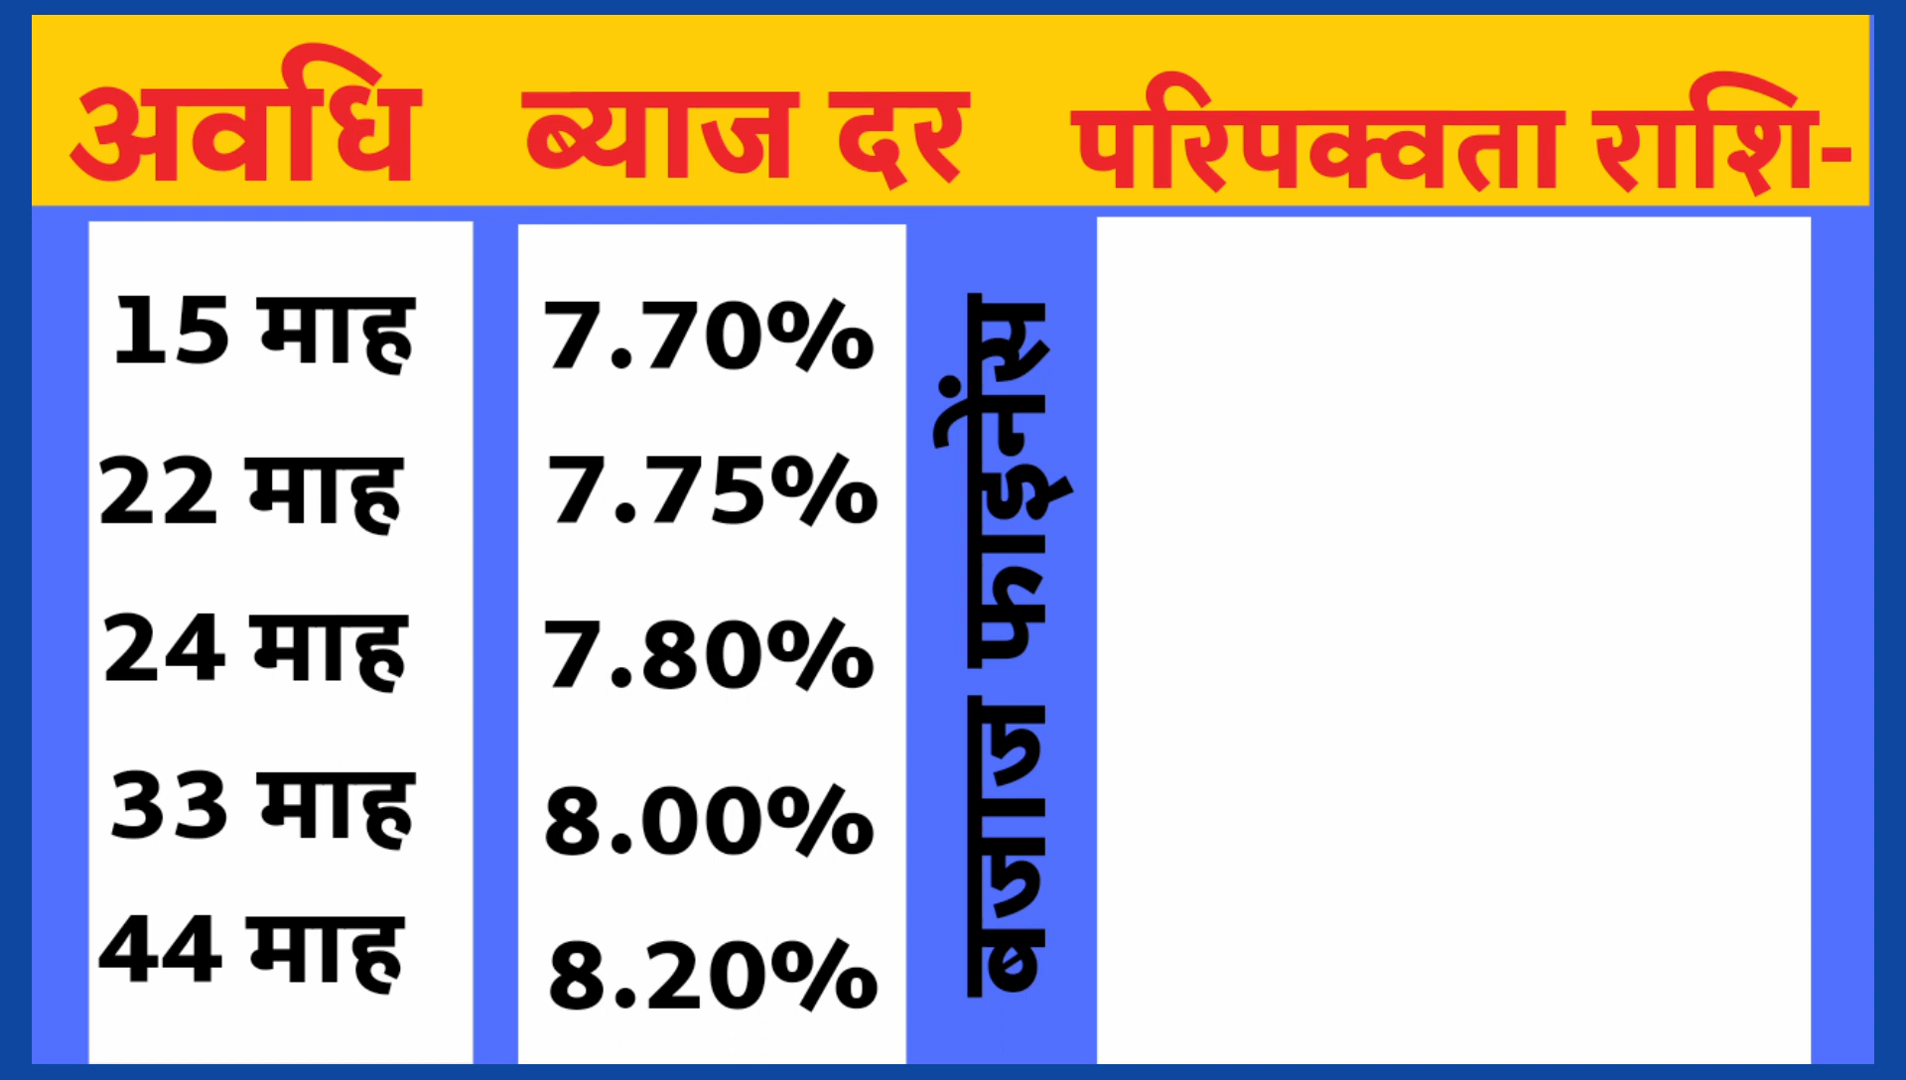 अवधि ब्याज दर परिपक्वता राशि-
15 माह 7.70%
22 माह 7.75%
24 माह 7.80%
33 माह 8.00%
44 माह 8.20%
बजाज फाइनेंस